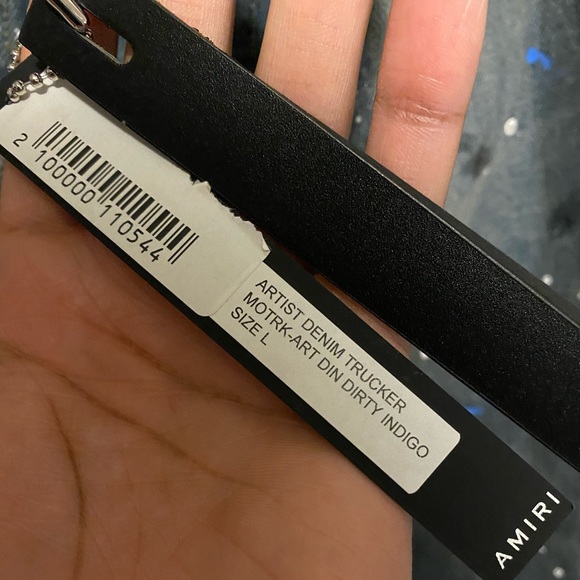 2 100000 110544
ARTIST DENIM TRUCKER
MOTRK-ART DIN DIRTY INDIGO
SIZE L
AMIRI